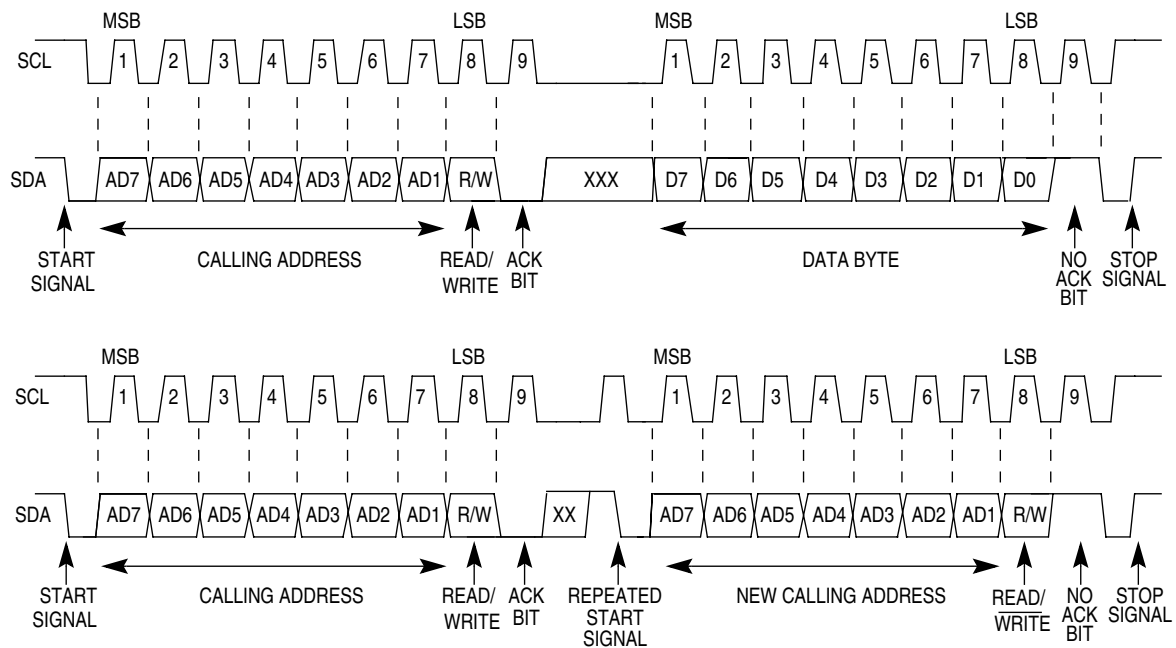 MSB LSB MSB LSB
SCL 1 2 3 4 5 6 7 8 9 1 2 3 4 5 6 7 8 9
SDA AD7 AD6 AD5 AD4 AD3 AD2 AD1 R/W XXX D7 D6 D5 D4 D3 D2 D1 D0
START SIGNAL
CALLING ADDRESS
READ/ WRITE
ACK BIT
DATA BYTE
NO ACK BIT
STOP SIGNAL
MSB LSB MSB LSB
SCL 1 2 3 4 5 6 7 8 9 1 2 3 4 5 6 7 8 9
SDA AD7 AD6 AD5 AD4 AD3 AD2 AD1 R/W XX AD7 AD6 AD5 AD4 AD3 AD2 AD1 R/W
START SIGNAL
CALLING ADDRESS
READ/ WRITE
ACK BIT
REPEATED START SIGNAL
NEW CALLING ADDRESS
READ/ WRITE
NO ACK BIT
STOP SIGNAL